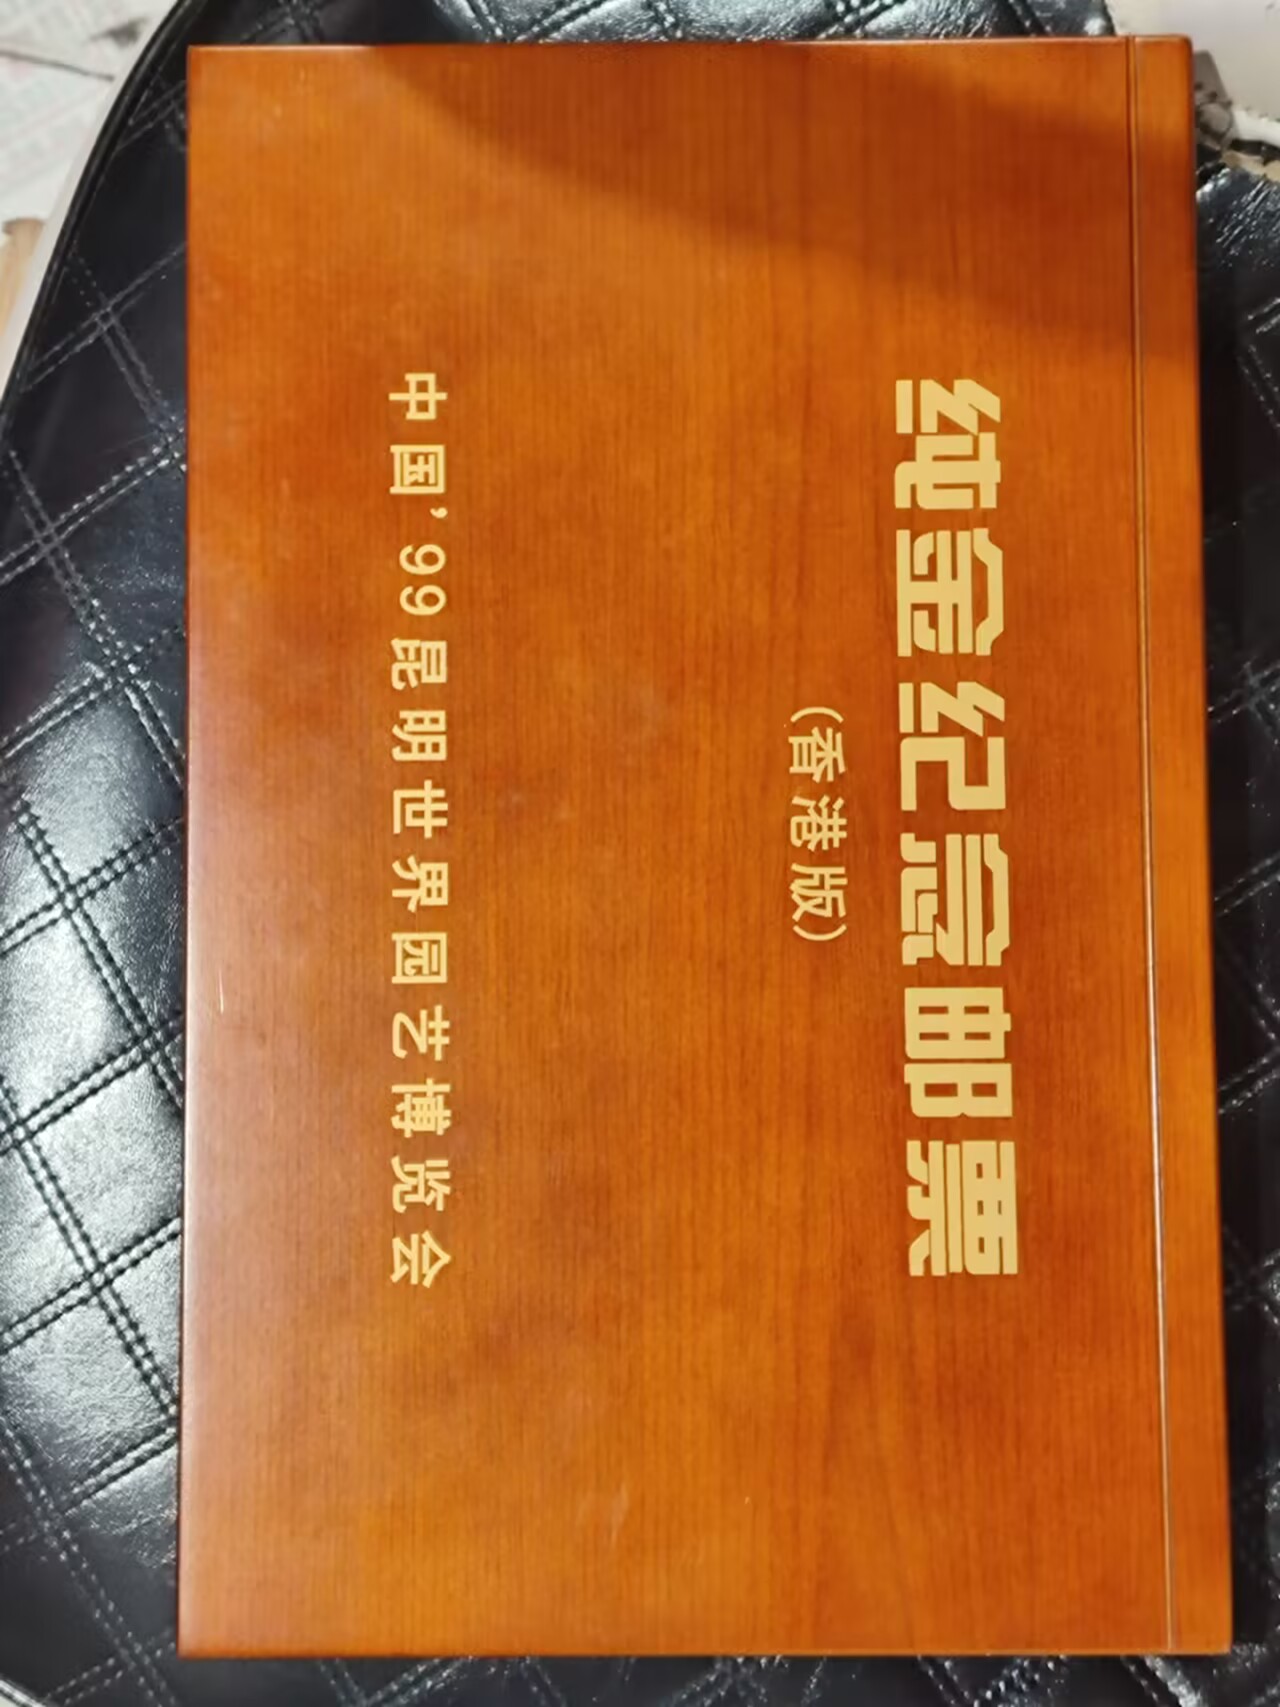 纯金纪念邮票
（香港版）
中国’99昆明世界园艺博览会